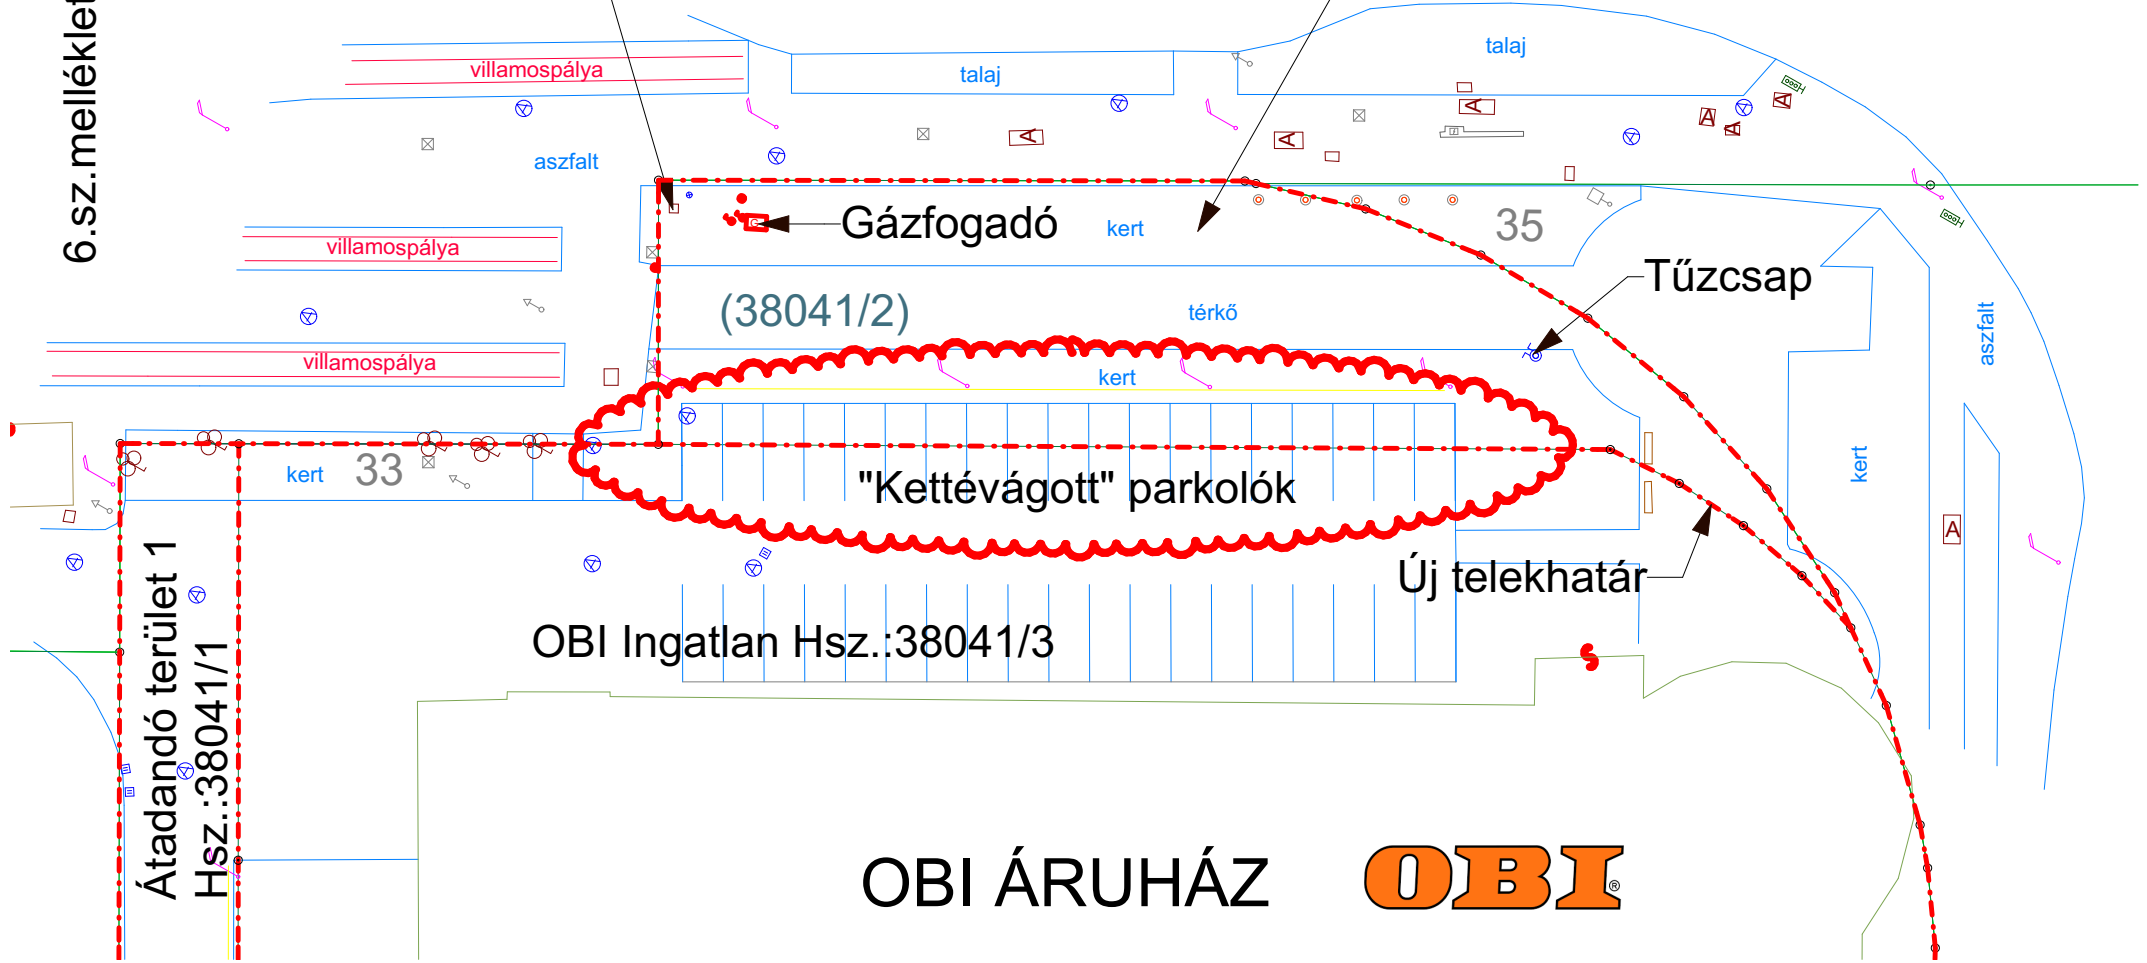 6.sz.melléklet
villamospálya
talaj
talaj
aszfalt
A
A
A
A
A
A
Gázfogadó
kert
35
villamospálya
Tűzcsap
(38041/2)
térkő
aszfalt
villamospálya
kert
kert
33
kert
"Kettévágott" parkolók
A
Új telekhatár
Átadandó terület 1
Hsz.:38041/1
OBI Ingatlan Hsz.:38041/3
OBI ÁRUHÁZ
OBI®